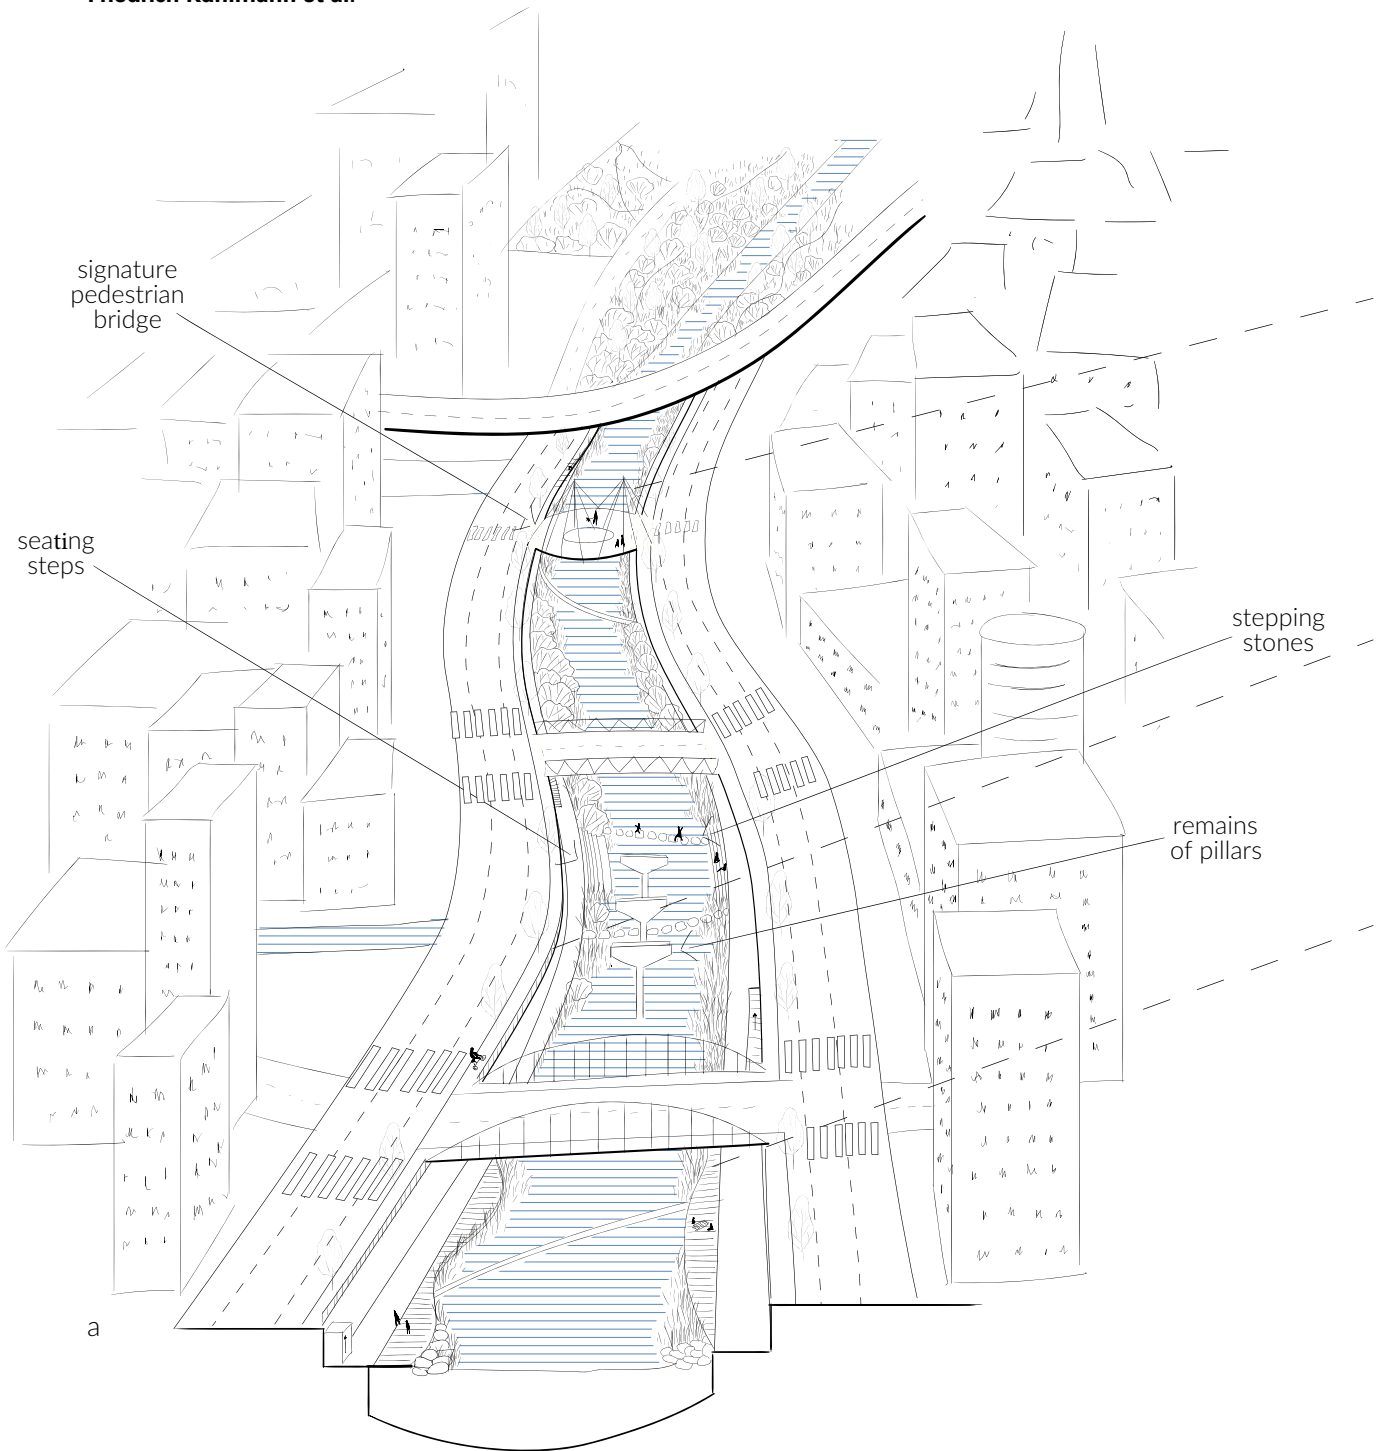 signature
pedestrian
bridge
seating
steps
stepping
stones
remains
of pillars
a